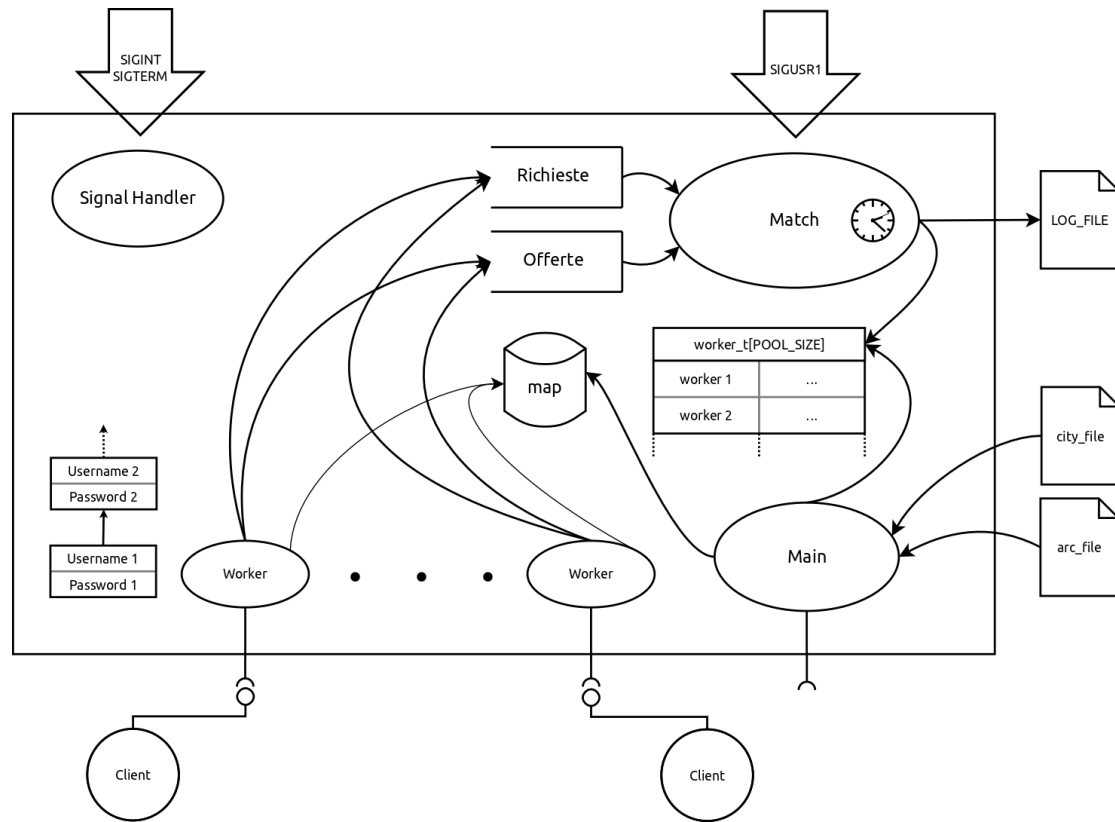 SIGINT
SIGTERM
SIGUSR1
Signal Handler
Richieste
Match
LOG_FILE
Offerte
worker_t[POOL_SIZE]
worker 1
...
worker 2
...
map
city_file
Username 2
Password 2
Username 1
Password 1
Worker
Worker
Main
arc_file
Client
Client